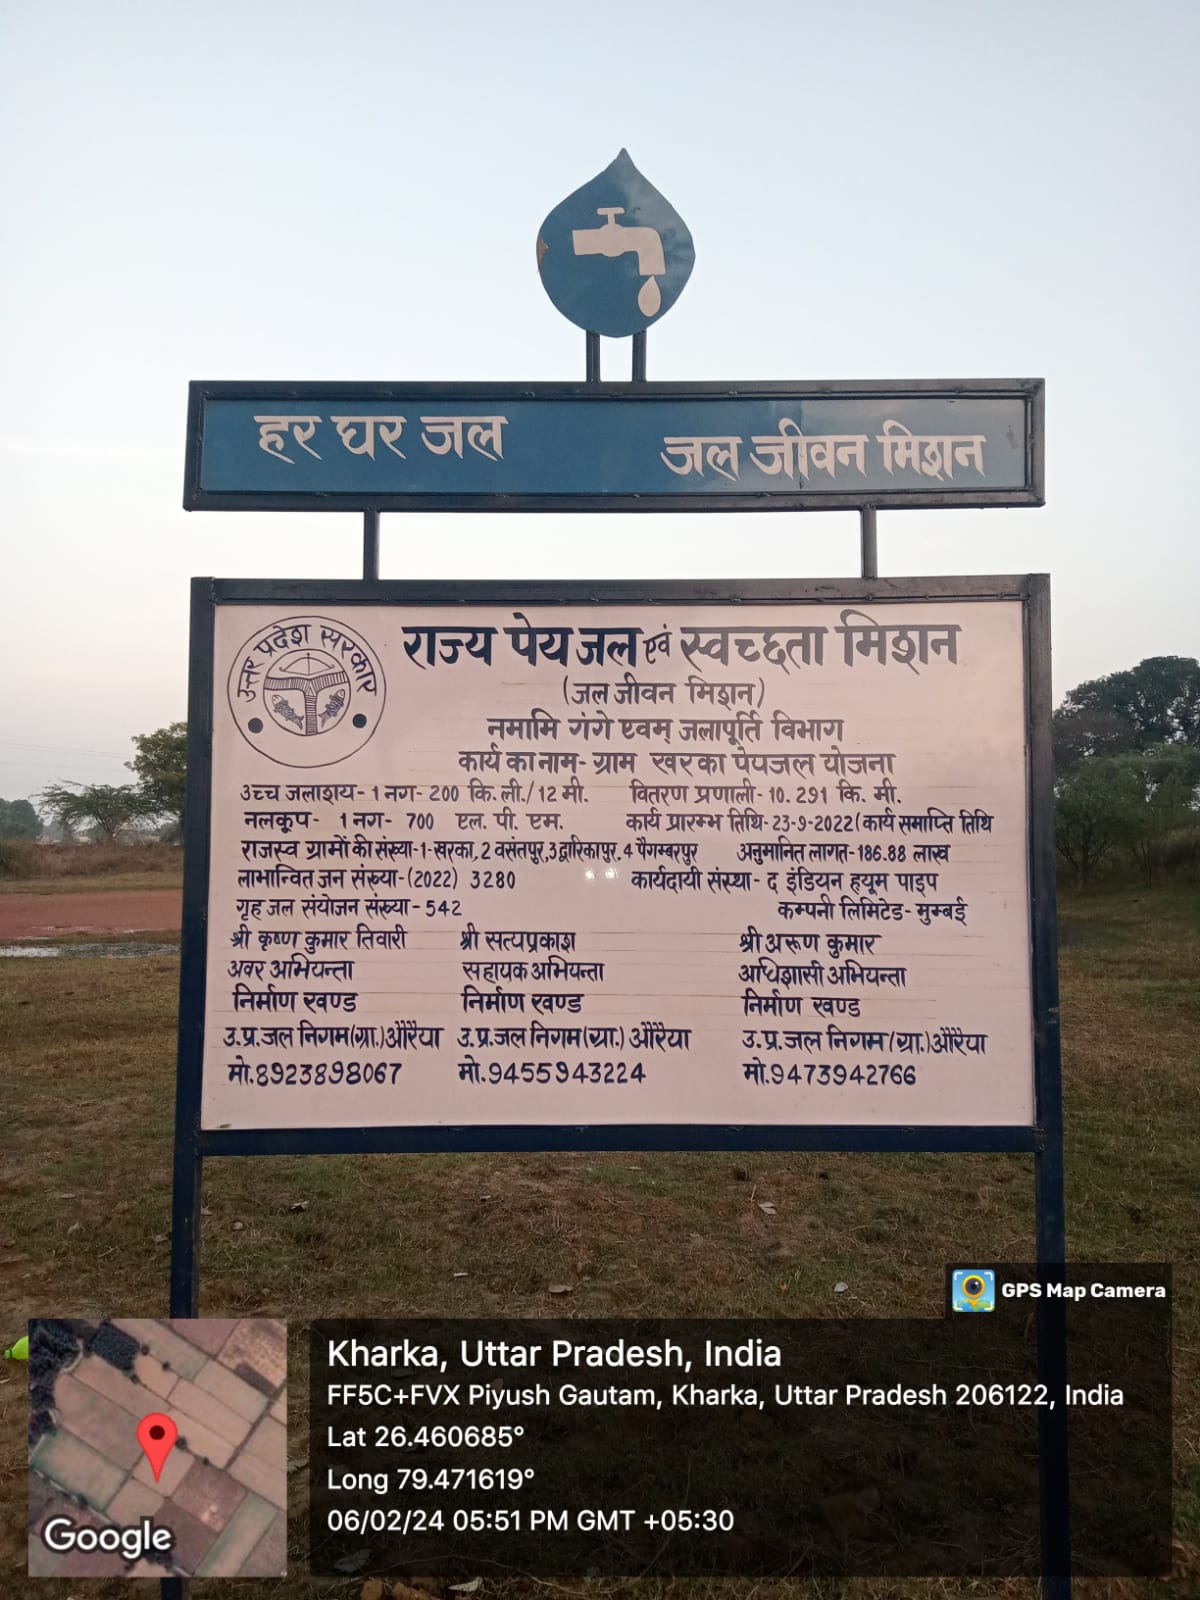 हर घर जल
जल जीवन मिशन
उत्तर प्रदेश सरकार
राज्य पेय जल एवं स्वच्छता मिशन
(जल जीवन मिशन)
नमामि गंगे एवम् जलापूर्ति विभाग
कार्य का नाम- ग्राम खरका पेयजल योजना
उच्च जलाशय- 1 नग- 200 कि. ली./ 12 मी. वितरण प्रणाली- 10. 291 कि. मी.
नलकूप- 1 नग- 700 एल. पी. एम. कार्य प्रारम्भ तिथि- 23-9-2022 (कार्य समाप्ति तिथि
राजस्व ग्रामों की संख्या-1-खरका, 2 वसंतपुर, 3 द्वारिकापुर, 4 पैगम्बरपुर अनुमानित लागत-186.88 लाख
लाभान्वित जन संख्या-(2022) 3280 कार्यदायी संस्था- द इंडियन हयूम पाइप
गृह जल संयोजन संख्या- 542 कम्पनी लिमिटेड- मुम्बई
श्री कृष्ण कुमार तिवारी श्री सत्यप्रकाश श्री अरूण कुमार
अवर अभियन्ता सहायक अभियन्ता अधिशासी अभियन्ता
निर्माण खण्ड निर्माण खण्ड निर्माण खण्ड
उ.प्र.जल निगम(ग्रा.)औरैया उ.प्र.जल निगम(ग्रा.) औरैया उ.प्र.जल निगम(ग्रा.)औरैया
मो.8923898067 मो.9455943224 मो.9473942766
GPS Map Camera
Kharka, Uttar Pradesh, India
FF5C+FVX Piyush Gautam, Kharka, Uttar Pradesh 206122, India
Lat 26.460685°
Long 79.471619°
06/02/24 05:51 PM GMT +05:30
Google